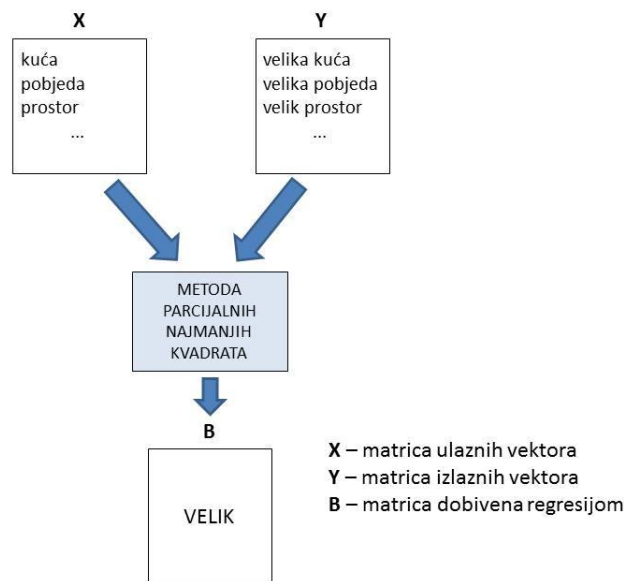 X
kuća
pobjeda
prostor
...
Y
velika kuća
velika pobjeda
velik prostor
...
METODA
PARCIJALNIH
NAJMANJIH
KVADRATA
B
VELIK
X – matrica ulaznih vektora
Y – matrica izlaznih vektora
B – matrica dobivena regresijom